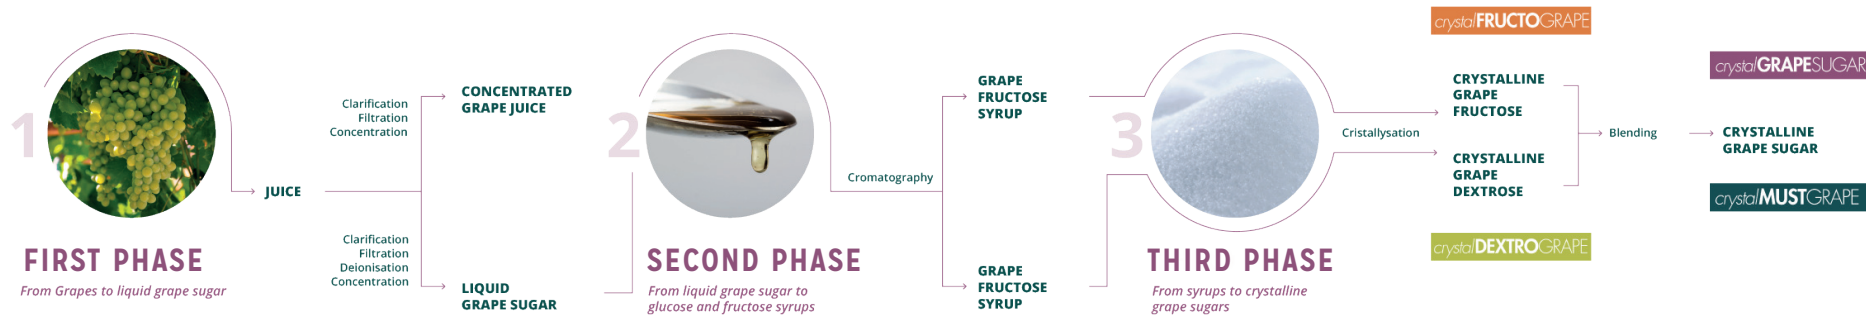 1
FIRST PHASE
From Grapes to liquid grape sugar
JUICE
Clarification
Filtration
Concentration
CONCENTRATED
GRAPE JUICE
Clarification
Filtration
Deionisation
Concentration
LIQUID
GRAPE SUGAR
2
SECOND PHASE
From liquid grape sugar to
glucose and fructose syrups
Cromatography
GRAPE
FRUCTOSE
SYRUP
GRAPE
FRUCTOSE
SYRUP
3
THIRD PHASE
From syrups to crystalline
grape sugars
Cristallysation
crystalFRUCTOGRAPE
CRYSTALLINE
GRAPE
FRUCTOSE
CRYSTALLINE
GRAPE
DEXTROSE
crystalDEXTROGRAPE
Blending
crystalGRAPESUGAR
CRYSTALLINE
GRAPE SUGAR
crystalMUSTGRAPE